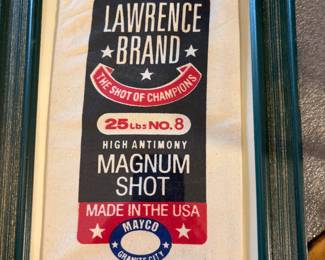 LAWRENCE
BRAND
THE SHOT OF CHAMPIONS
25 LBS NO. 8
HIGH ANTIMONY
MAGNUM
SHOT
MADE IN THE USA
MAYCO
GRANITE CITY